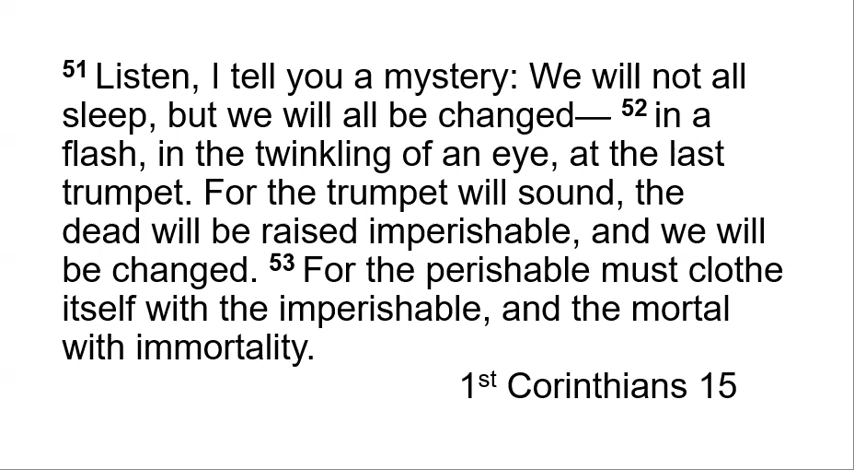 51 Listen, I tell you a mystery: We will not all
sleep, but we will all be changed— 52 in a
flash, in the twinkling of an eye, at the last
trumpet. For the trumpet will sound, the
dead will be raised imperishable, and we will
be changed. 53 For the perishable must clothe
itself with the imperishable, and the mortal
with immortality.
1st Corinthians 15